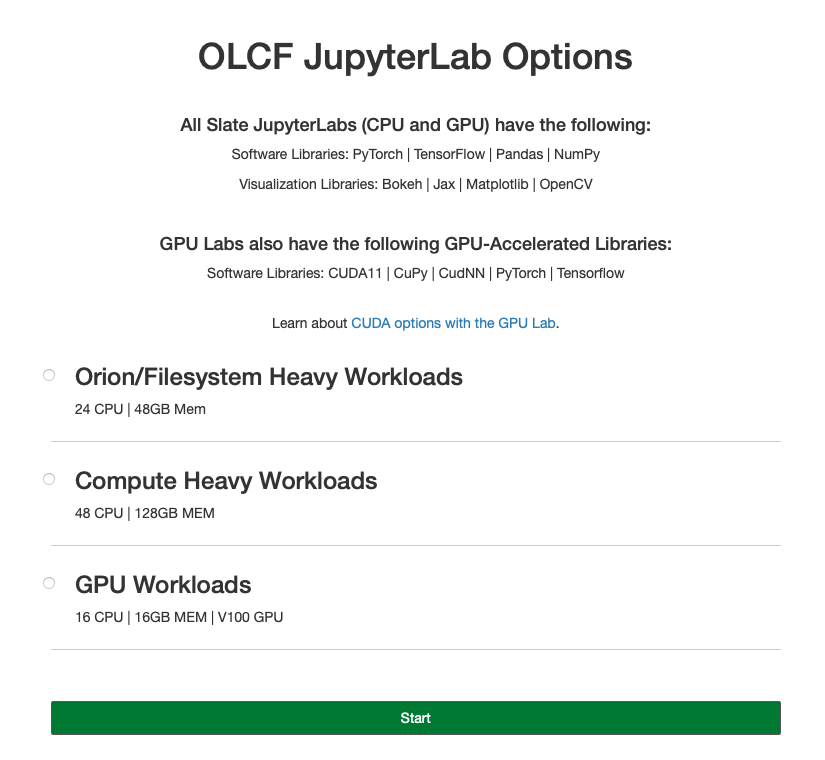 OLCF JupyterLab Options
All Slate JupyterLabs (CPU and GPU) have the following:
Software Libraries: PyTorch | TensorFlow | Pandas | NumPy
Visualization Libraries: Bokeh | Jax | Matplotlib | OpenCV
GPU Labs also have the following GPU-Accelerated Libraries:
Software Libraries: CUDA11 | CuPy | CudNN | PyTorch | Tensorflow
Learn about CUDA options with the GPU Lab.
Orion/Filesystem Heavy Workloads
24 CPU | 48GB Mem
Compute Heavy Workloads
48 CPU | 128GB MEM
GPU Workloads
16 CPU | 16GB MEM | V100 GPU
Start